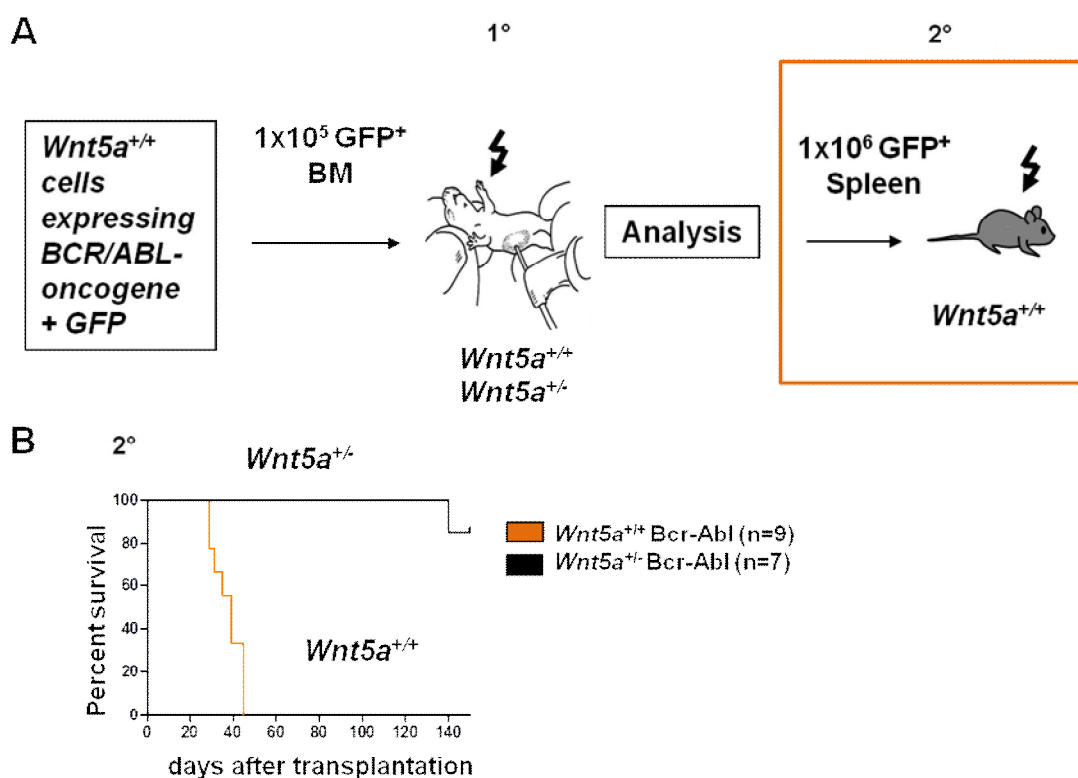 A
1°
2°
Wnt5a+/+
cells
expressing
BCR/ABL-
oncogene
+ GFP
1x10⁵ GFP⁺
BM
Wnt5a+/+
Wnt5a+/-
Analysis
1x10⁶ GFP⁺
Spleen
Wnt5a+/+
B
2°
Wnt5a+/-
Wnt5a+/+
Percent survival
100
80
60
40
20
0
0 20 40 60 80 100 120 140
days after transplantation
Wnt5a+/+ Bcr-Abl (n=9)
Wnt5a+/- Bcr-Abl (n=7)